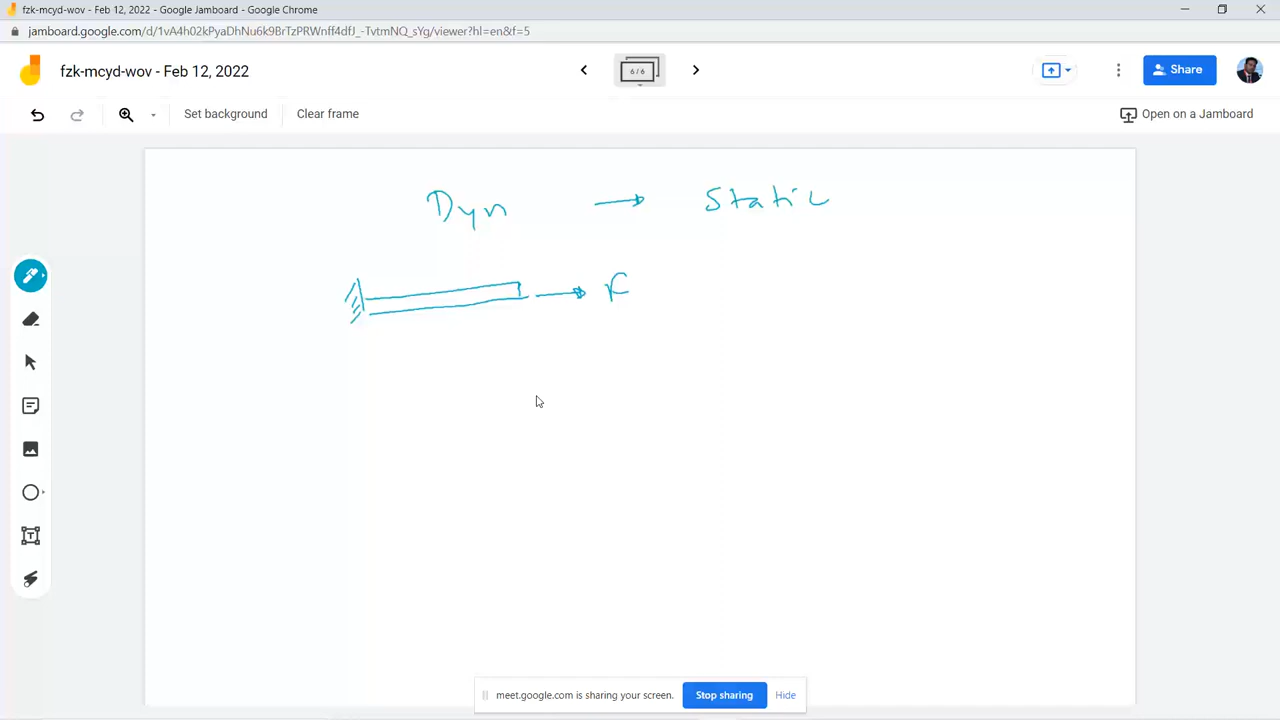 fzk-mcyd-wov - Feb 12, 2022 - Google Jamboard - Google Chrome
jamboard.google.com/d/1vA4h02kPyaDhNu6k9BrTzPRWnff4dfJ_-TvtmNQ_sYg/viewer?hl=en&f=5
fzk-mcyd-wov - Feb 12, 2022
6 / 6
Share
Set background
Clear frame
Open on a Jamboard
Dyn → Static
F
meet.google.com is sharing your screen.
Stop sharing
Hide